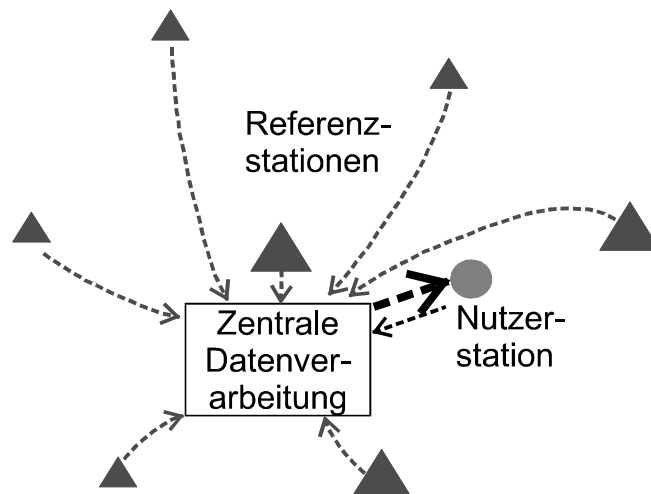 Referenz-
stationen
Zentrale
Datenver-
arbeitung
Nutzer-
station